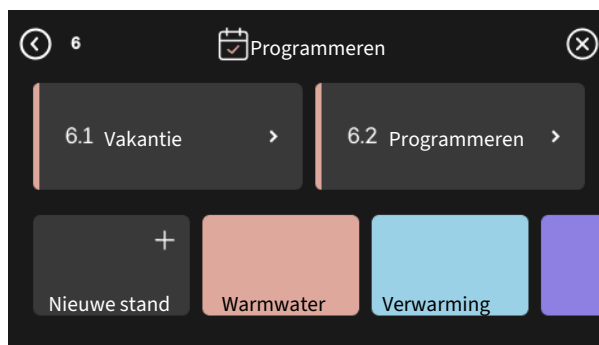 6 Programmeren
6.1 Vakantie 6.2 Programmeren
Nieuwe stand Warmwater Verwarming